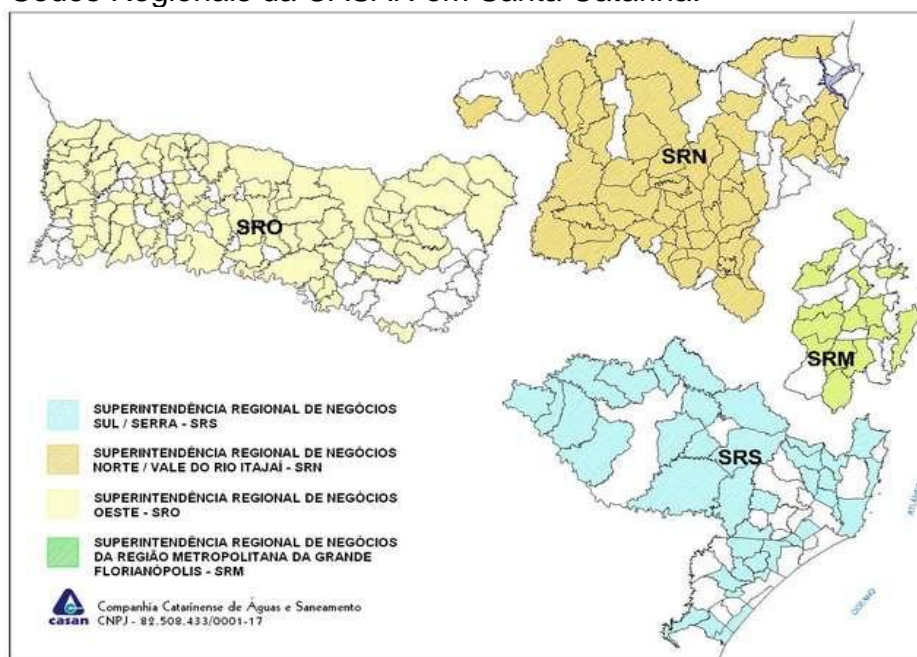 Sedes Regionais da CASAN em Santa Catarina.
SRN
SRO
SRM
SRS
SUPERINTENDÊNCIA REGIONAL DE NEGÓCIOS
SUL / SERRA - SRS
SUPERINTENDÊNCIA REGIONAL DE NEGÓCIOS
NORTE / VALE DO RIO ITAJAÍ - SRN
SUPERINTENDÊNCIA REGIONAL DE NEGÓCIOS
OESTE - SRO
SUPERINTENDÊNCIA REGIONAL DE NEGÓCIOS
DA REGIÃO METROPOLITANA DA GRANDE
FLORIANÓPOLIS - SRM
casan
Companhia Catarinense de Águas e Saneamento
CNPJ - 82.508.433/0001-17
OCEANO